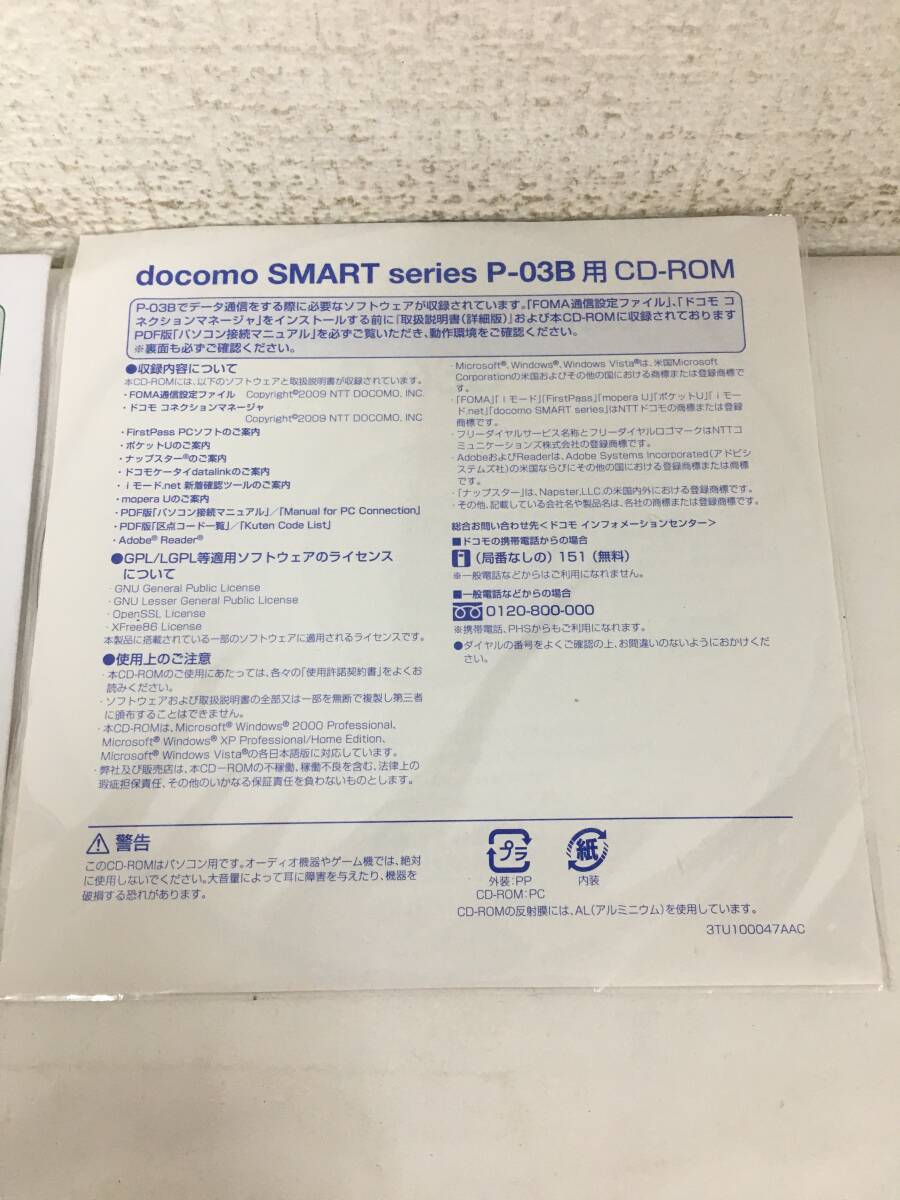 docomo SMART series P-03B 用 CD-ROM
P-03Bでデータ通信をする際に必要なソフトウェアが収録されています。「FOMA通信設定ファイル」、「ドコモ コ
ネクションマネージャ」をインストールする前に「取扱説明書(詳細版)」および本CD-ROMに収録されております
PDF版「パソコン接続マニュアル」を必ずご覧いただき、動作環境をご確認ください。
※裏面も必ずご確認ください。
●収録内容について
本CD-ROMには、以下のソフトウェアと取扱説明書が収録されています。
・FOMA通信設定ファイル Copyright©2009 NTT DOCOMO, INC.
・ドコモ コネクションマネージャ
Copyright©2009 NTT DOCOMO, INC.
・FirstPass PCソフトのご案内
・ポケットUのご案内
・ナップスター®のご案内
・ドコモケータイdatalinkのご案内
・iモード.net 新着確認ツールのご案内
・mopera Uのご案内
・PDF版「パソコン接続マニュアル」/「Manual for PC Connection」
・PDF版「区点コード一覧」/「Kuten Code List」
・Adobe® Reader®
●GPL/LGPL等適用ソフトウェアのライセンス
について
・GNU General Public License
・GNU Lesser General Public License
・OpenSSL License
・XFree86 License
本製品に搭載されている一部のソフトウェアに適用されるライセンスです。
●使用上のご注意
・本CD-ROMのご使用にあたっては、各々の「使用許諾契約書」をよくお
読みください。
・ソフトウェアおよび取扱説明書の全部又は一部を無断で複製し第三者
に頒布することはできません。
・本CD-ROMは、Microsoft® Windows® 2000 Professional、
Microsoft® Windows® XP Professional/Home Edition、
Microsoft® Windows Vista®の各日本語版に対応しています。
・弊社及び販売店は、本CD-ROMの不稼働、稼働不良を含む、法律上の
瑕疵担保責任、その他のいかなる保証責任を負わないものとします。
・Microsoft®、Windows®、Windows Vista®は、米国Microsoft
Corporationの米国およびその他の国における商標または登録商標で
す。
・「FOMA」「iモード」「FirstPass」「mopera U」「ポケットU」「iモー
ド.net」「docomo SMART series」はNTTドコモの商標または登録
商標です。
・フリーダイヤルサービス名称とフリーダイヤルロゴマークはNTTコ
ミュニケーションズ株式会社の登録商標です。
・AdobeおよびReaderは、Adobe Systems Incorporated(アドビシ
ステムズ社)の米国ならびにその他の国における登録商標または商標
です。
・「ナップスター」は、Napster,LLC.の米国内外における登録商標です。
・その他、記載している会社名や製品名は、各社の商標または登録商標です。
総合お問い合わせ先<ドコモ インフォメーションセンター>
■ドコモの携帯電話からの場合
(局番なしの) 151 (無料)
※一般電話などからはご利用になれません。
■一般電話などからの場合
0120-800-000
※携帯電話、PHSからもご利用になれます。
●ダイヤルの番号をよくご確認の上、お間違いのないようにおかけくだ
さい。
警告
このCD-ROMはパソコン用です。オーディオ機器やゲーム機では、絶対
に使用しないでください。大音量によって耳に障害を与えたり、機器を
破損する恐れがあります。
プラ 紙
外装:PP 内装
CD-ROM:PC
CD-ROMの反射膜には、AL(アルミニウム)を使用しています。
3TU100047AAC